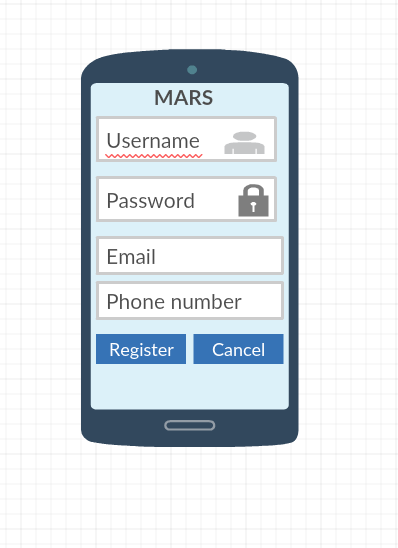 MARS
Username
Password
Email
Phone number
Register
Cancel